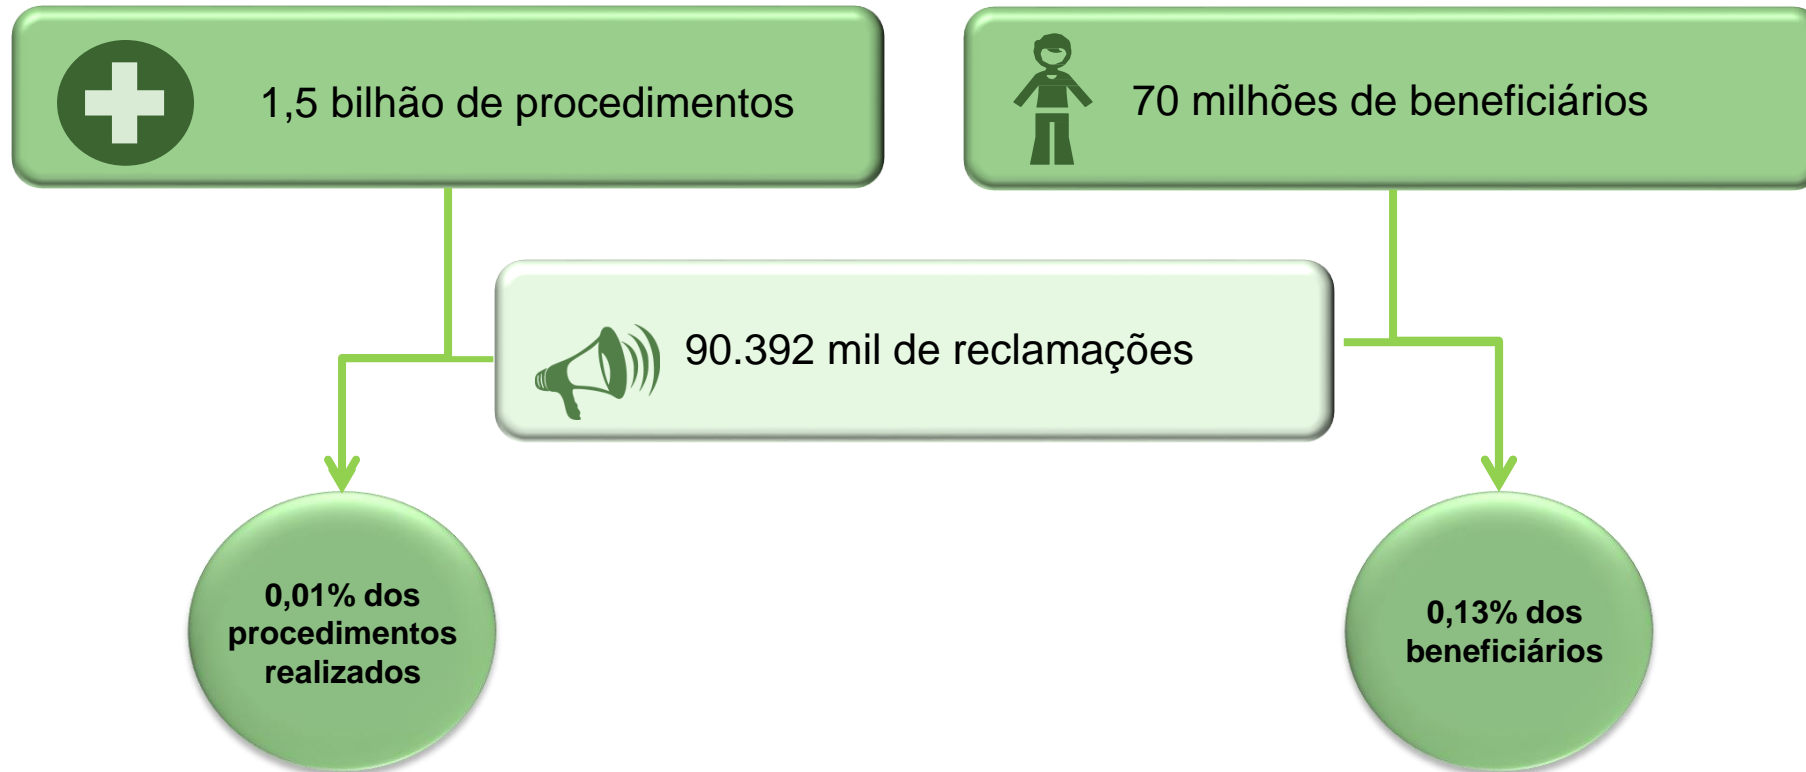 1,5 bilhão de procedimentos
70 milhões de beneficiários
90.392 mil de reclamações
0,01% dos
procedimentos
realizados
0,13% dos
beneficiários